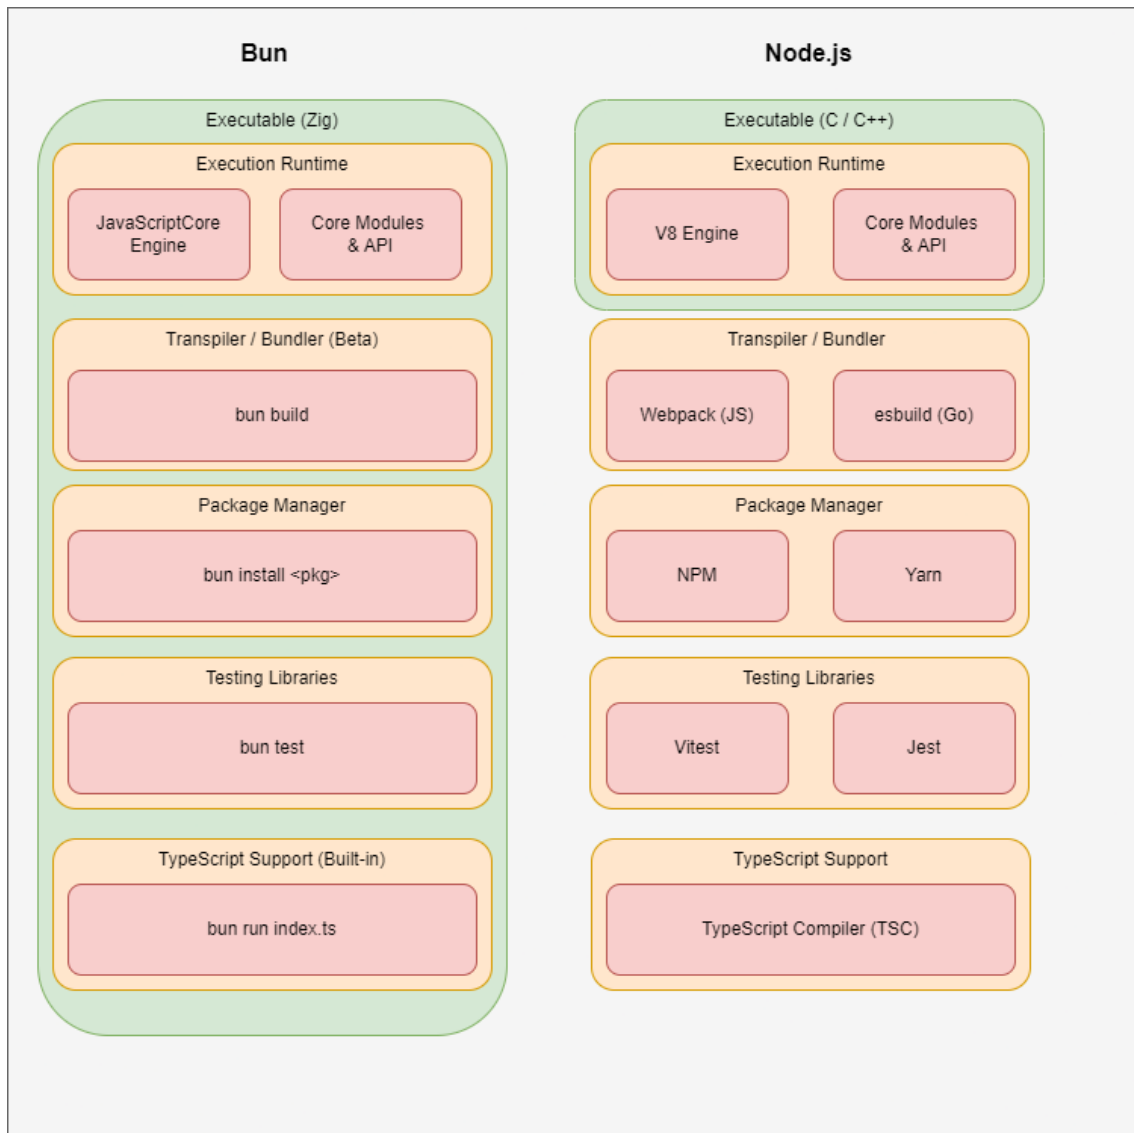 Bun
Executable (Zig)
Execution Runtime
JavaScriptCore
Engine
Core Modules
& API
Transpiler / Bundler (Beta)
bun build
Package Manager
bun install <pkg>
Testing Libraries
bun test
TypeScript Support (Built-in)
bun run index.ts
Node.js
Executable (C / C++)
Execution Runtime
V8 Engine
Core Modules
& API
Transpiler / Bundler
Webpack (JS)
esbuild (Go)
Package Manager
NPM
Yarn
Testing Libraries
Vitest
Jest
TypeScript Support
TypeScript Compiler (TSC)